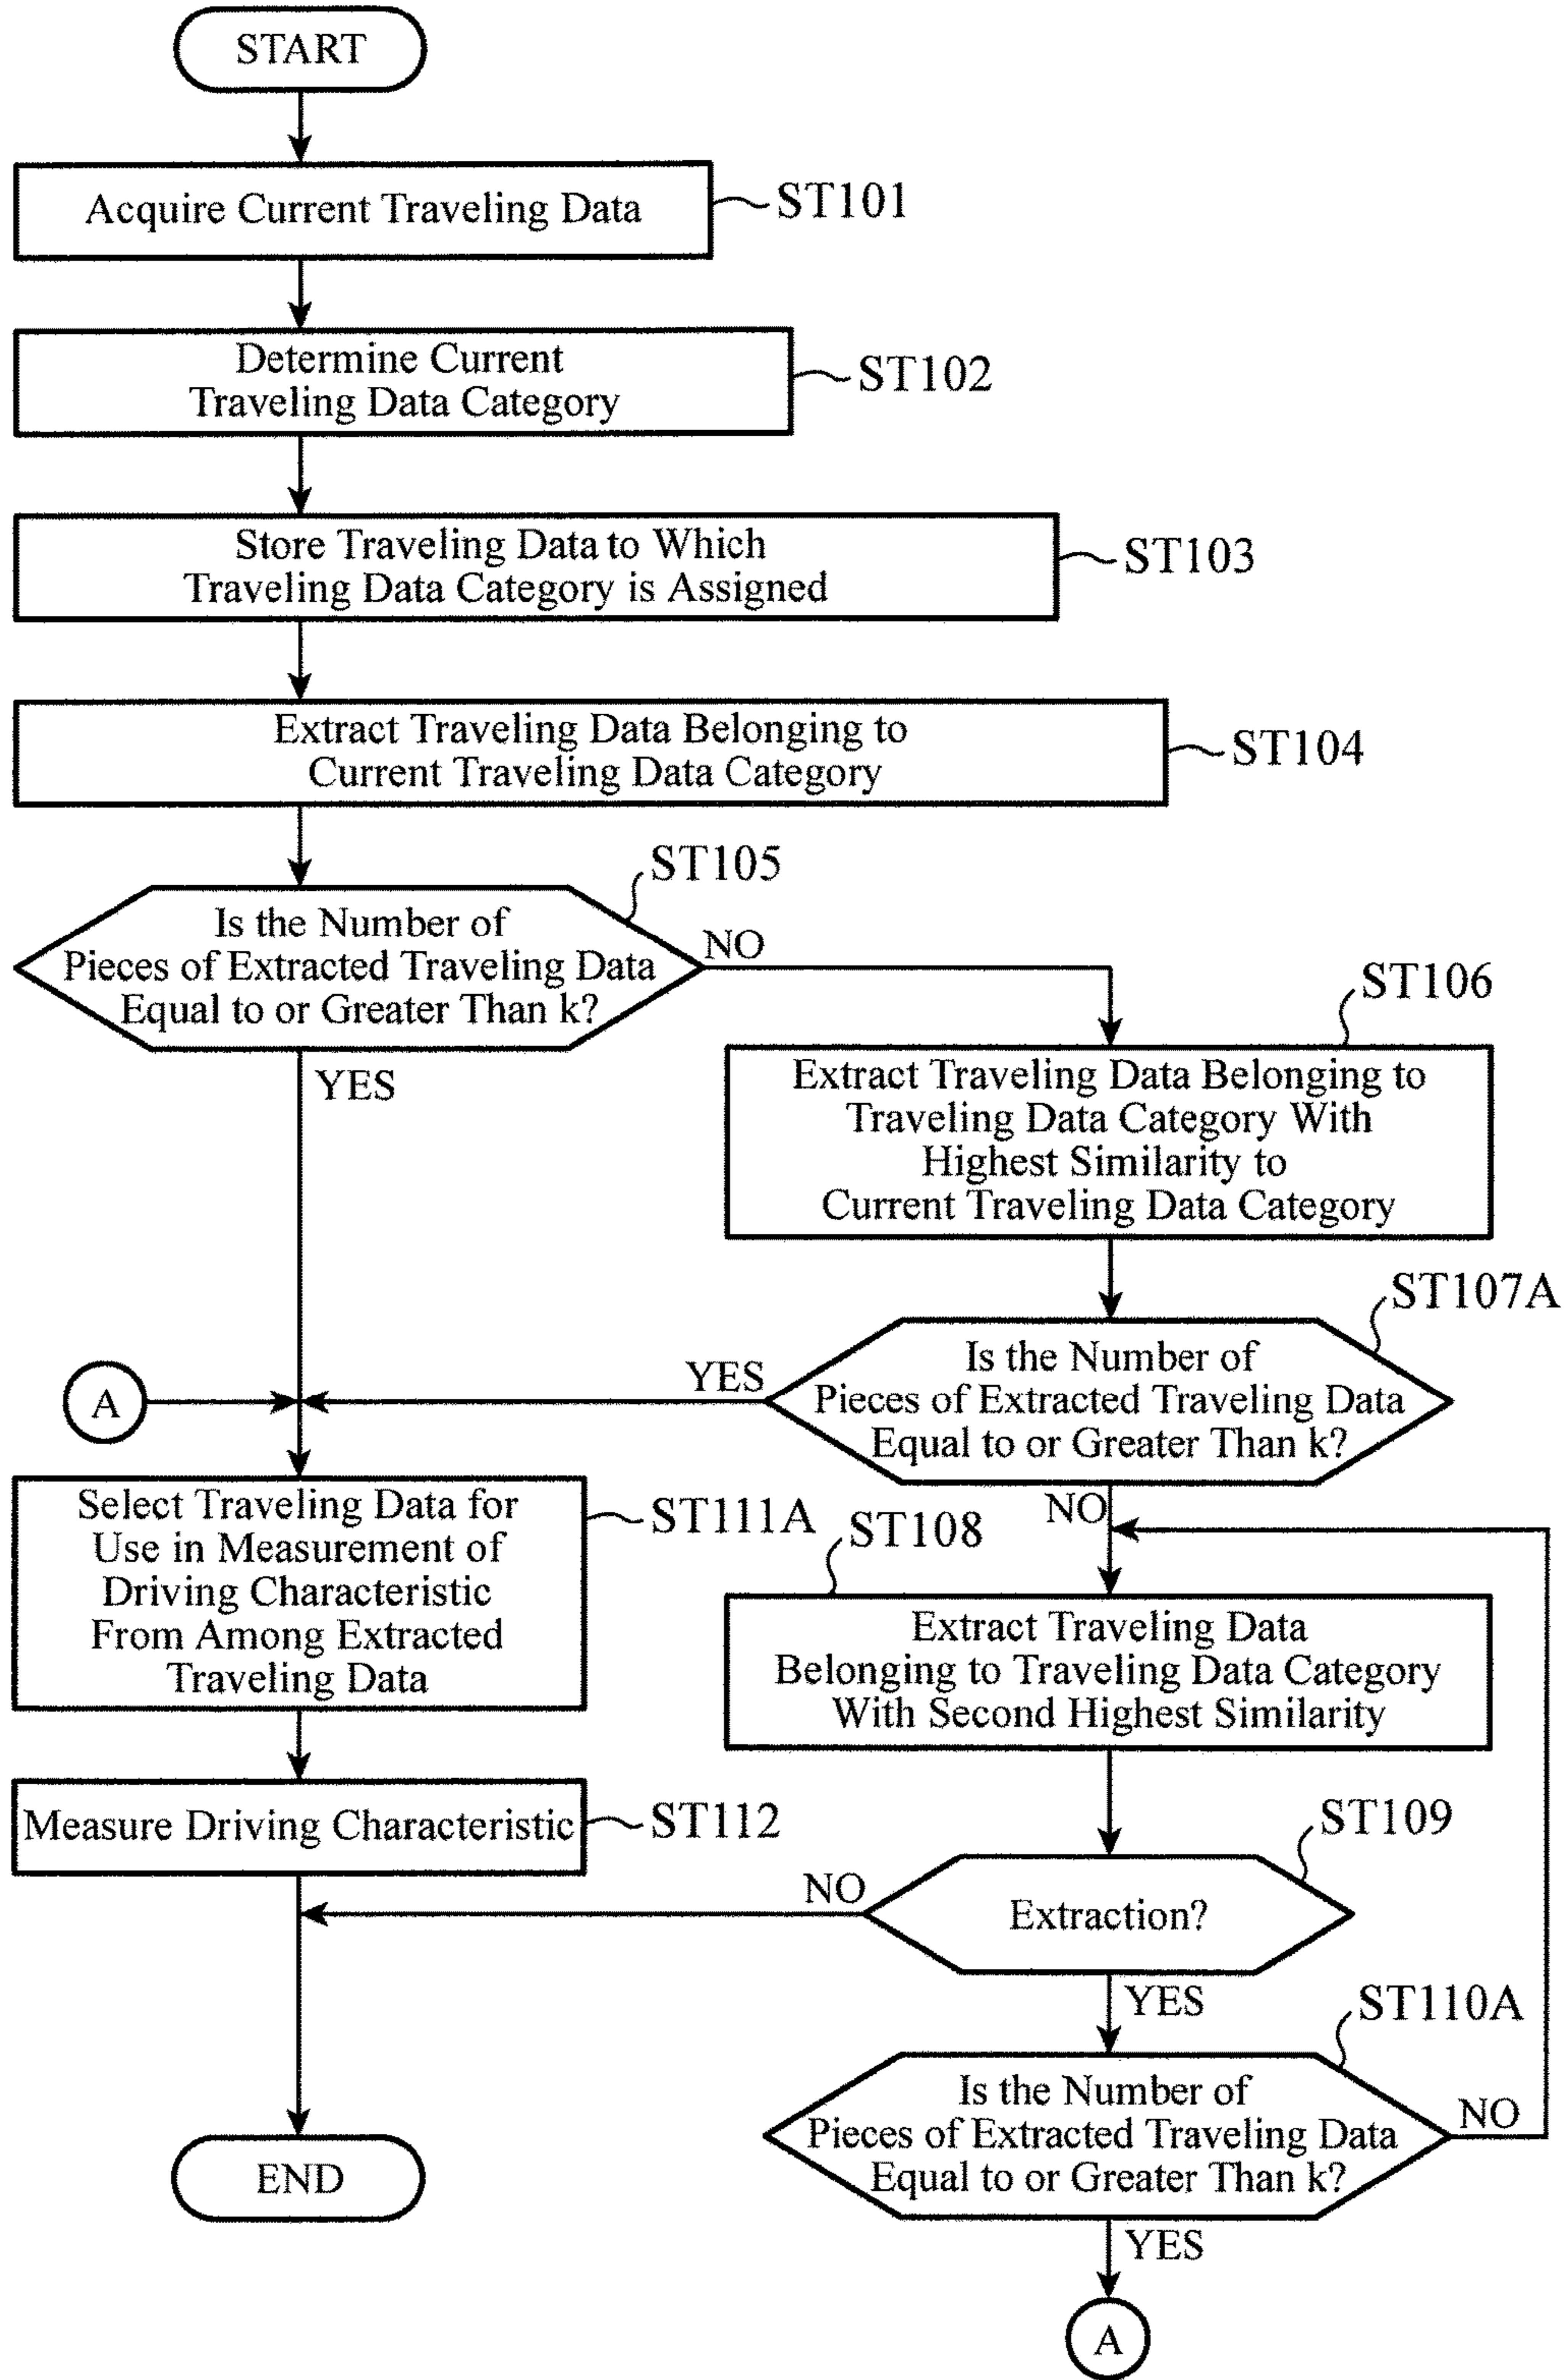 START
Acquire Current Traveling Data
ST101
Determine Current
Traveling Data Category
ST102
Store Traveling Data to Which
Traveling Data Category is Assigned
ST103
Extract Traveling Data Belonging to
Current Traveling Data Category
ST104
ST105
Is the Number of
Pieces of Extracted Traveling Data
Equal to or Greater Than k?
NO
YES
ST106
Extract Traveling Data Belonging to
Traveling Data Category With
Highest Similarity to
Current Traveling Data Category
ST107A
Is the Number of
Pieces of Extracted Traveling Data
Equal to or Greater Than k?
YES
A
NO
Select Traveling Data for
Use in Measurement of
Driving Characteristic
From Among Extracted
Traveling Data
ST111A
ST108
Extract Traveling Data
Belonging to Traveling Data Category
With Second Highest Similarity
Measure Driving Characteristic
ST112
ST109
NO
Extraction?
YES
ST110A
Is the Number of
Pieces of Extracted Traveling Data
Equal to or Greater Than k?
NO
END
YES
A